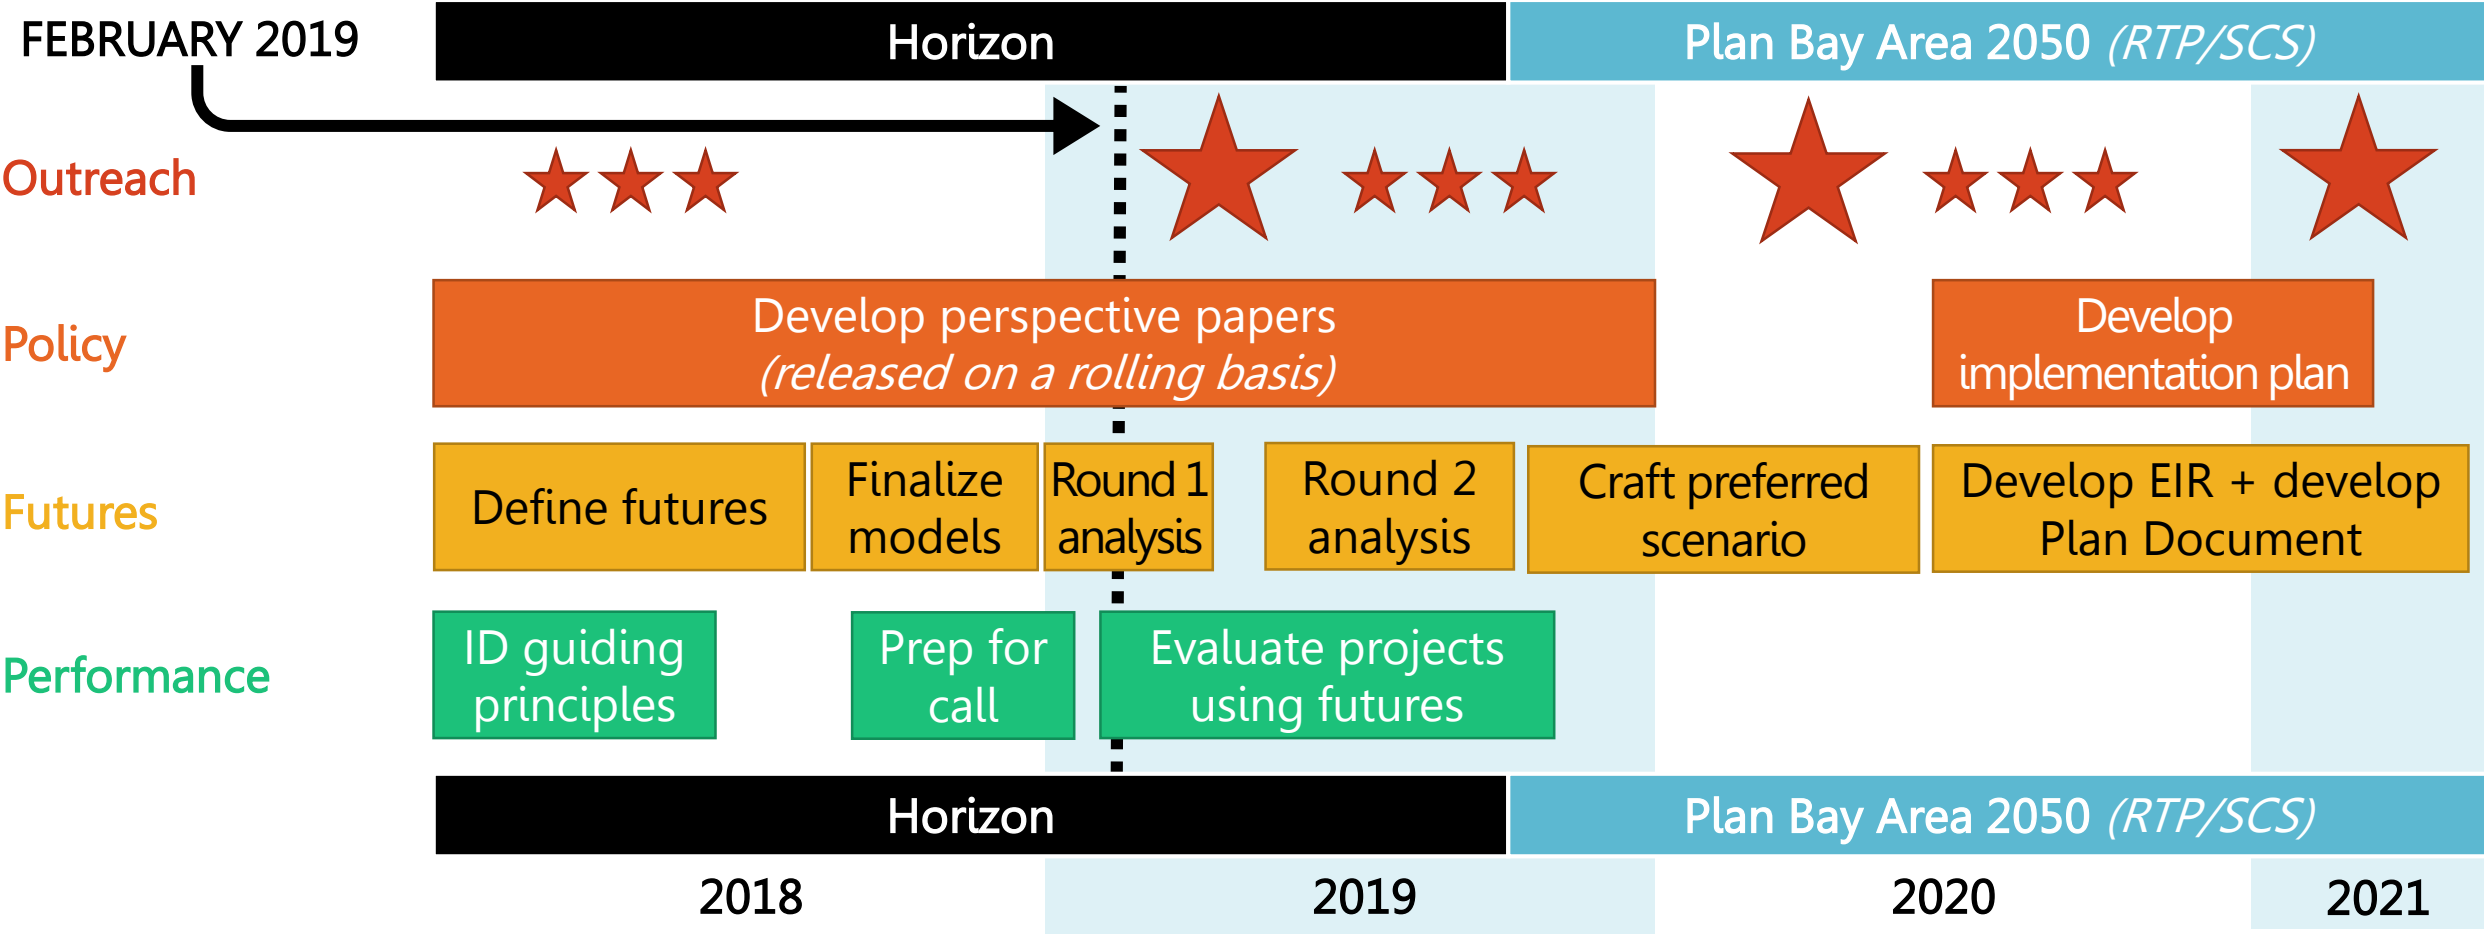 FEBRUARY 2019
Horizon
Plan Bay Area 2050 (RTP/SCS)
Outreach
Policy
Develop perspective papers
(released on a rolling basis)
Develop
implementation plan
Futures
Define futures
Finalize
models
Round 1
analysis
Round 2
analysis
Craft preferred
scenario
Develop EIR + develop
Plan Document
Performance
ID guiding
principles
Prep for
call
Evaluate projects
using futures
Horizon
Plan Bay Area 2050 (RTP/SCS)
2018
2019
2020
2021